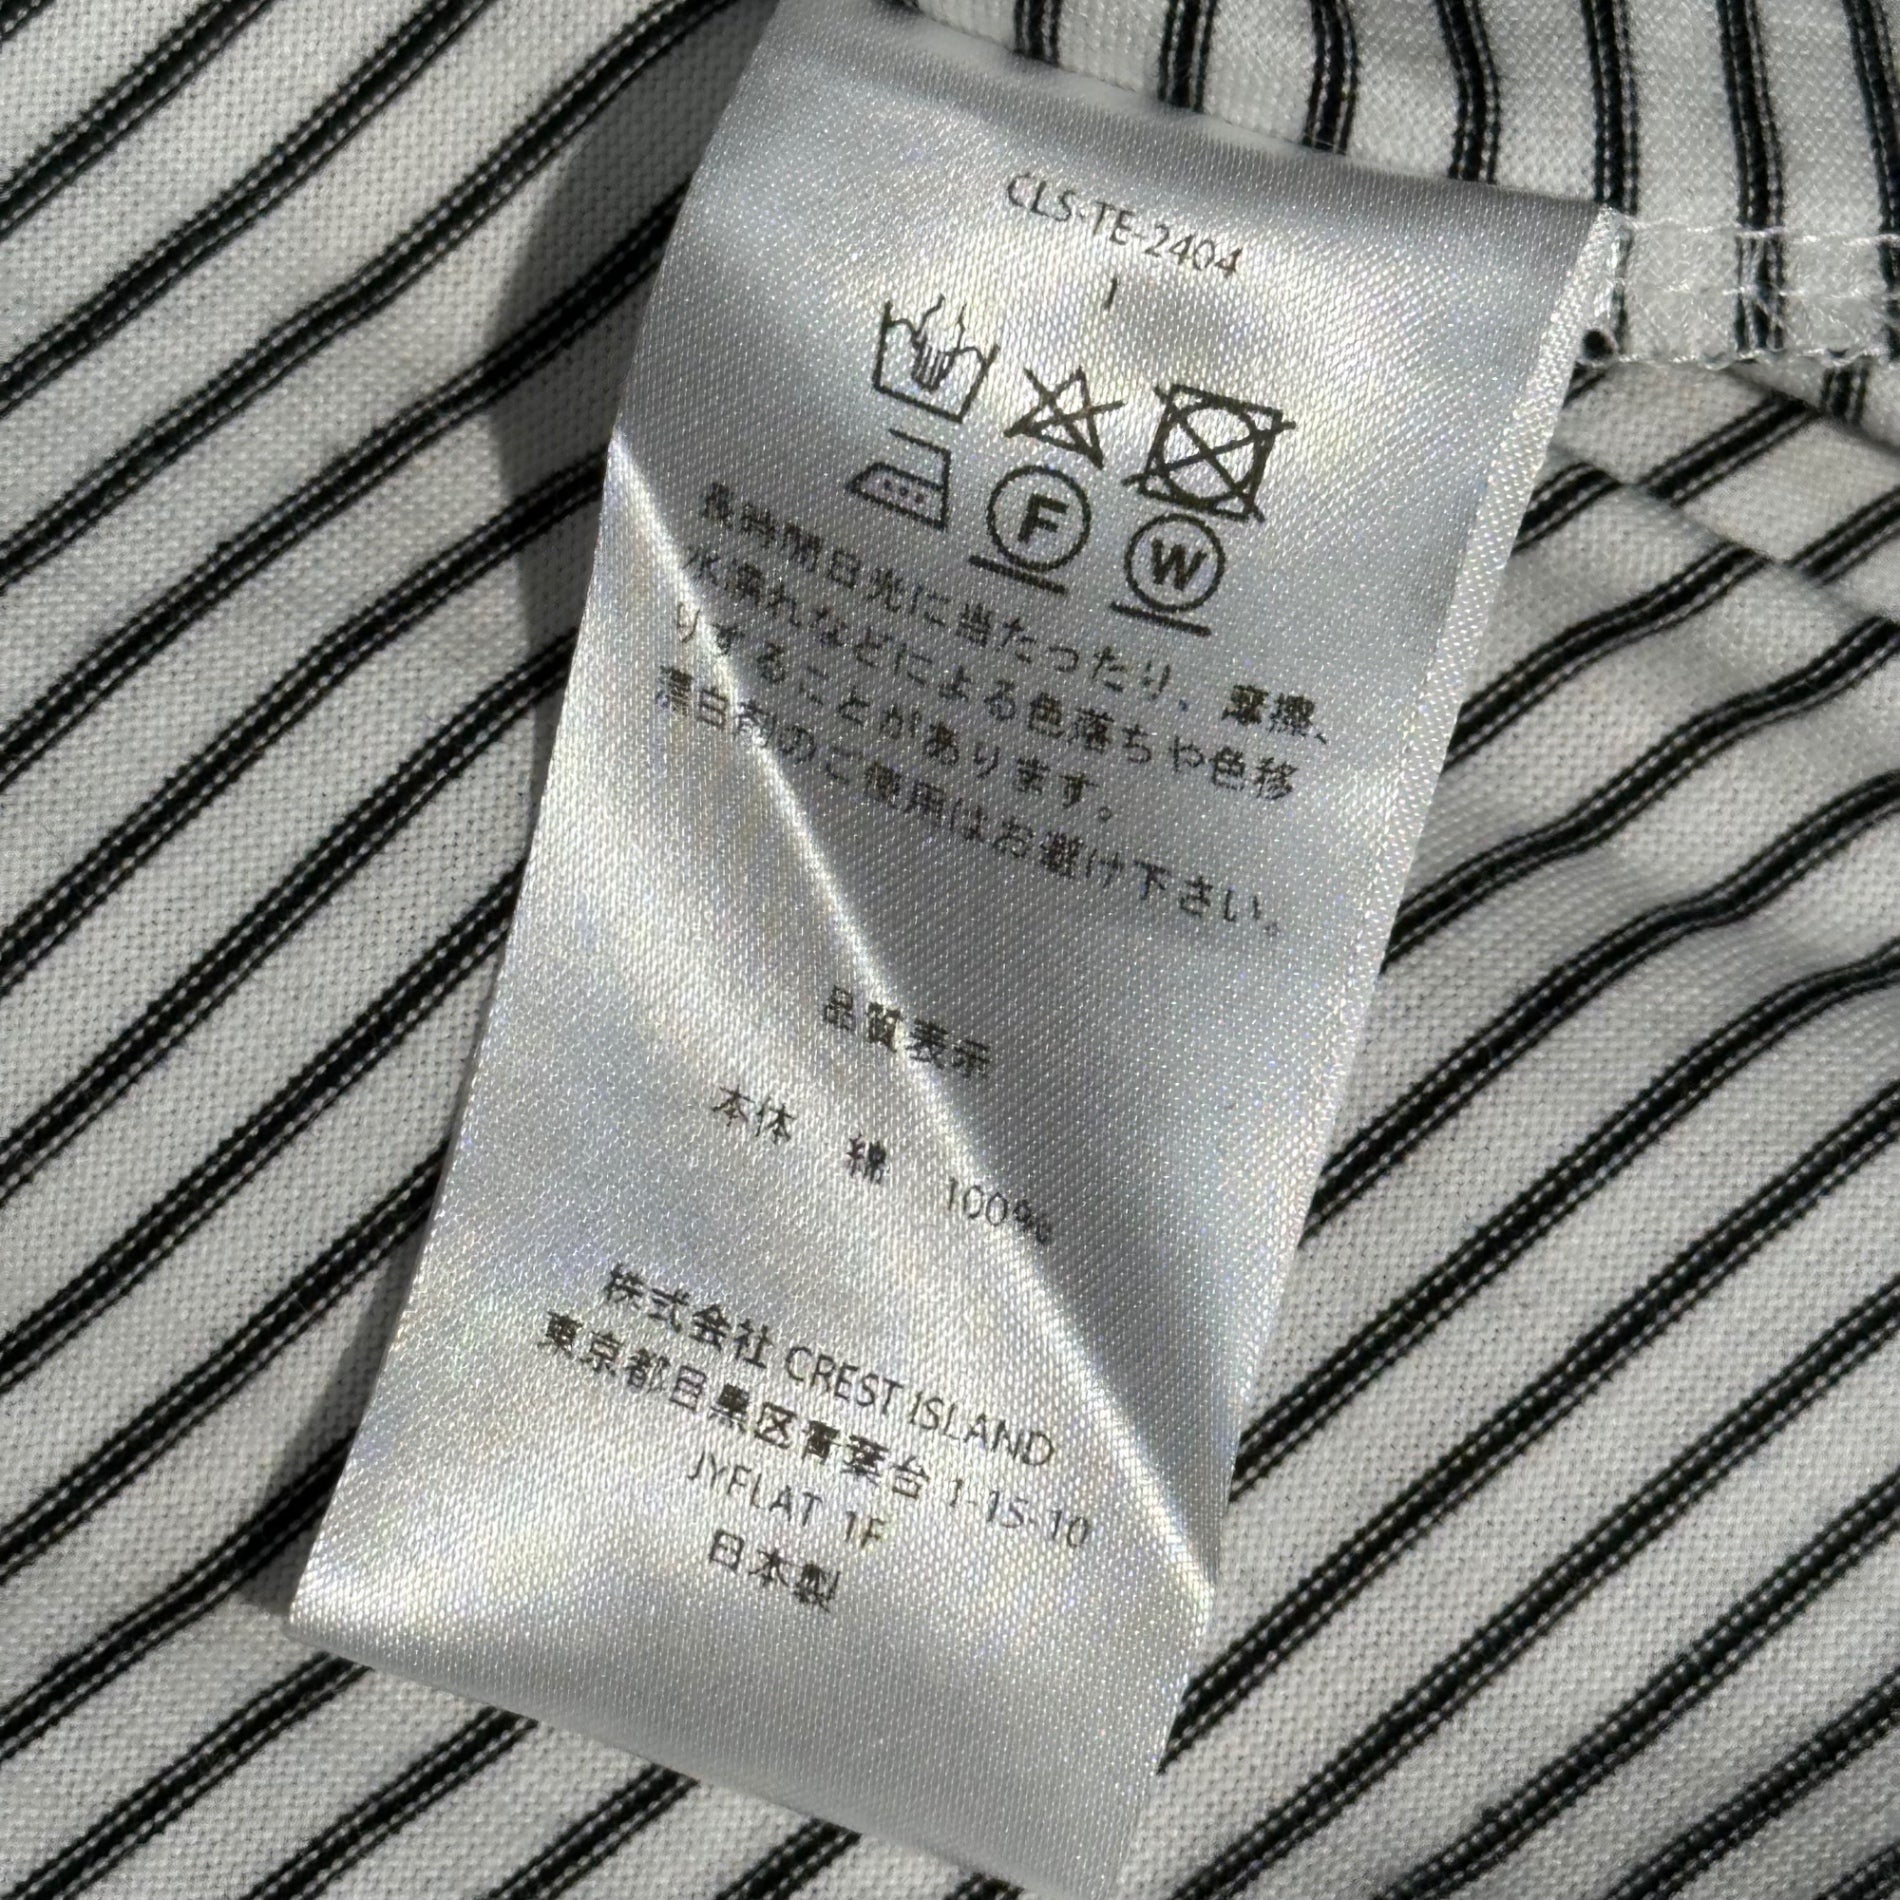 CLS-TE-2404
1
F W
長時間日光に当たったり、摩擦、
水濡れなどによる色落ちや色移
りすることがあります。
漂白剤のご使用はお避け下さい。
品質表示
本体 綿 100%
株式会社 CREST ISLAND
東京都目黒区青葉台 1-15-10
JYFLAT 1F
日本製